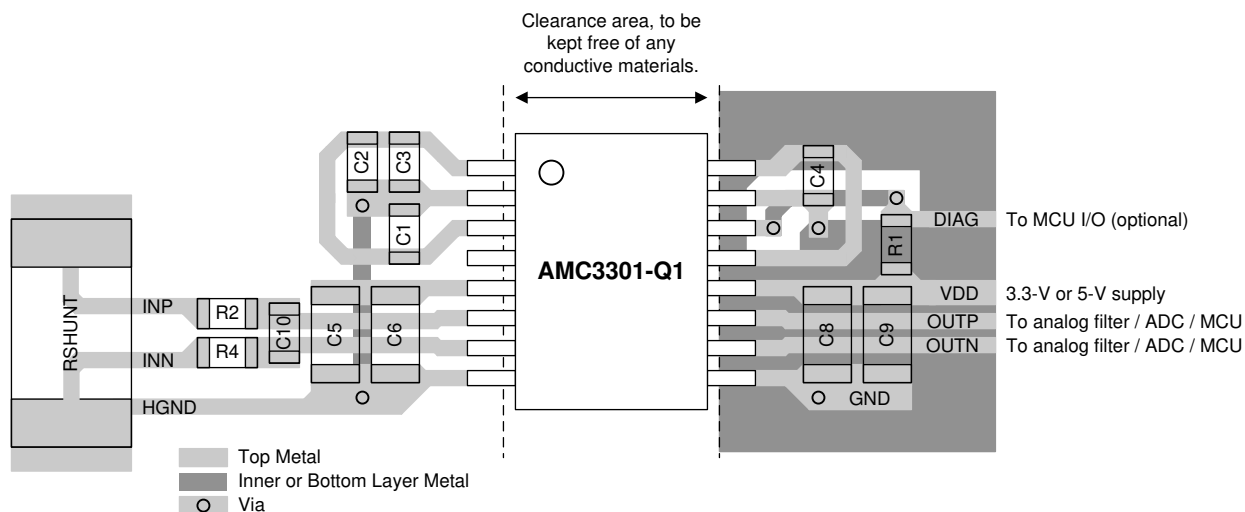 Clearance area, to be
kept free of any
conductive materials.
C2
C3
C1
C4
R1
DIAG
To MCU I/O (optional)
AMC3301-Q1
RSHUNT
INP
R2
C10
C5
C6
C8
C9
VDD
3.3-V or 5-V supply
OUTP
To analog filter / ADC / MCU
INN
R4
OUTN
To analog filter / ADC / MCU
HGND
GND
Top Metal
Inner or Bottom Layer Metal
Via